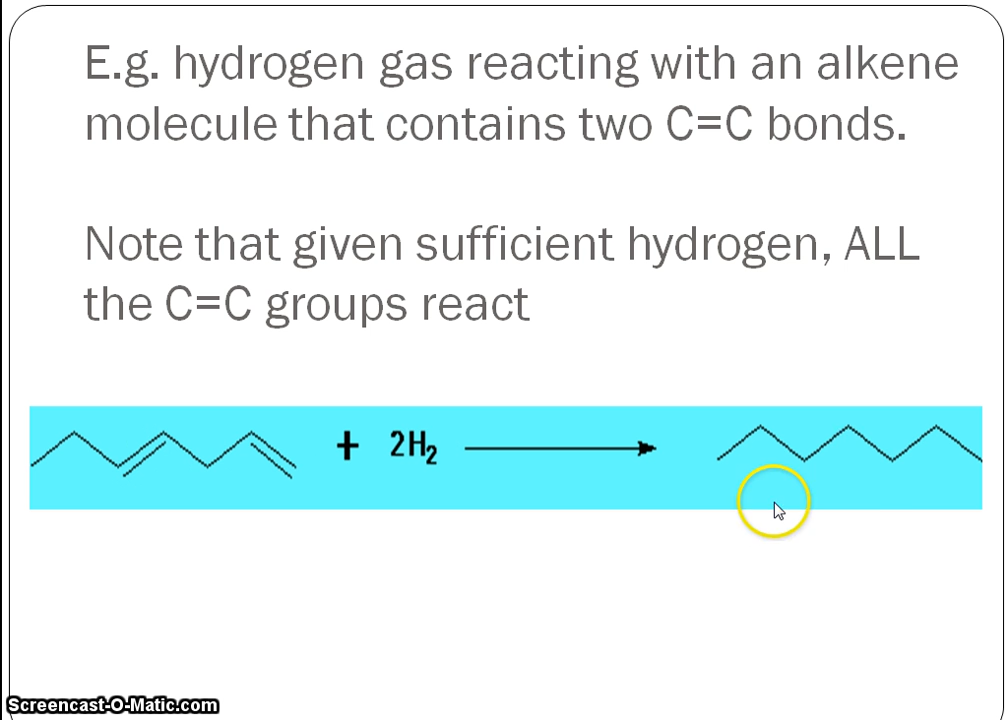 E.g. hydrogen gas reacting with an alkene
molecule that contains two C=C bonds.
Note that given sufficient hydrogen, ALL
the C=C groups react
+ 2H₂
Screencast-O-Matic.com